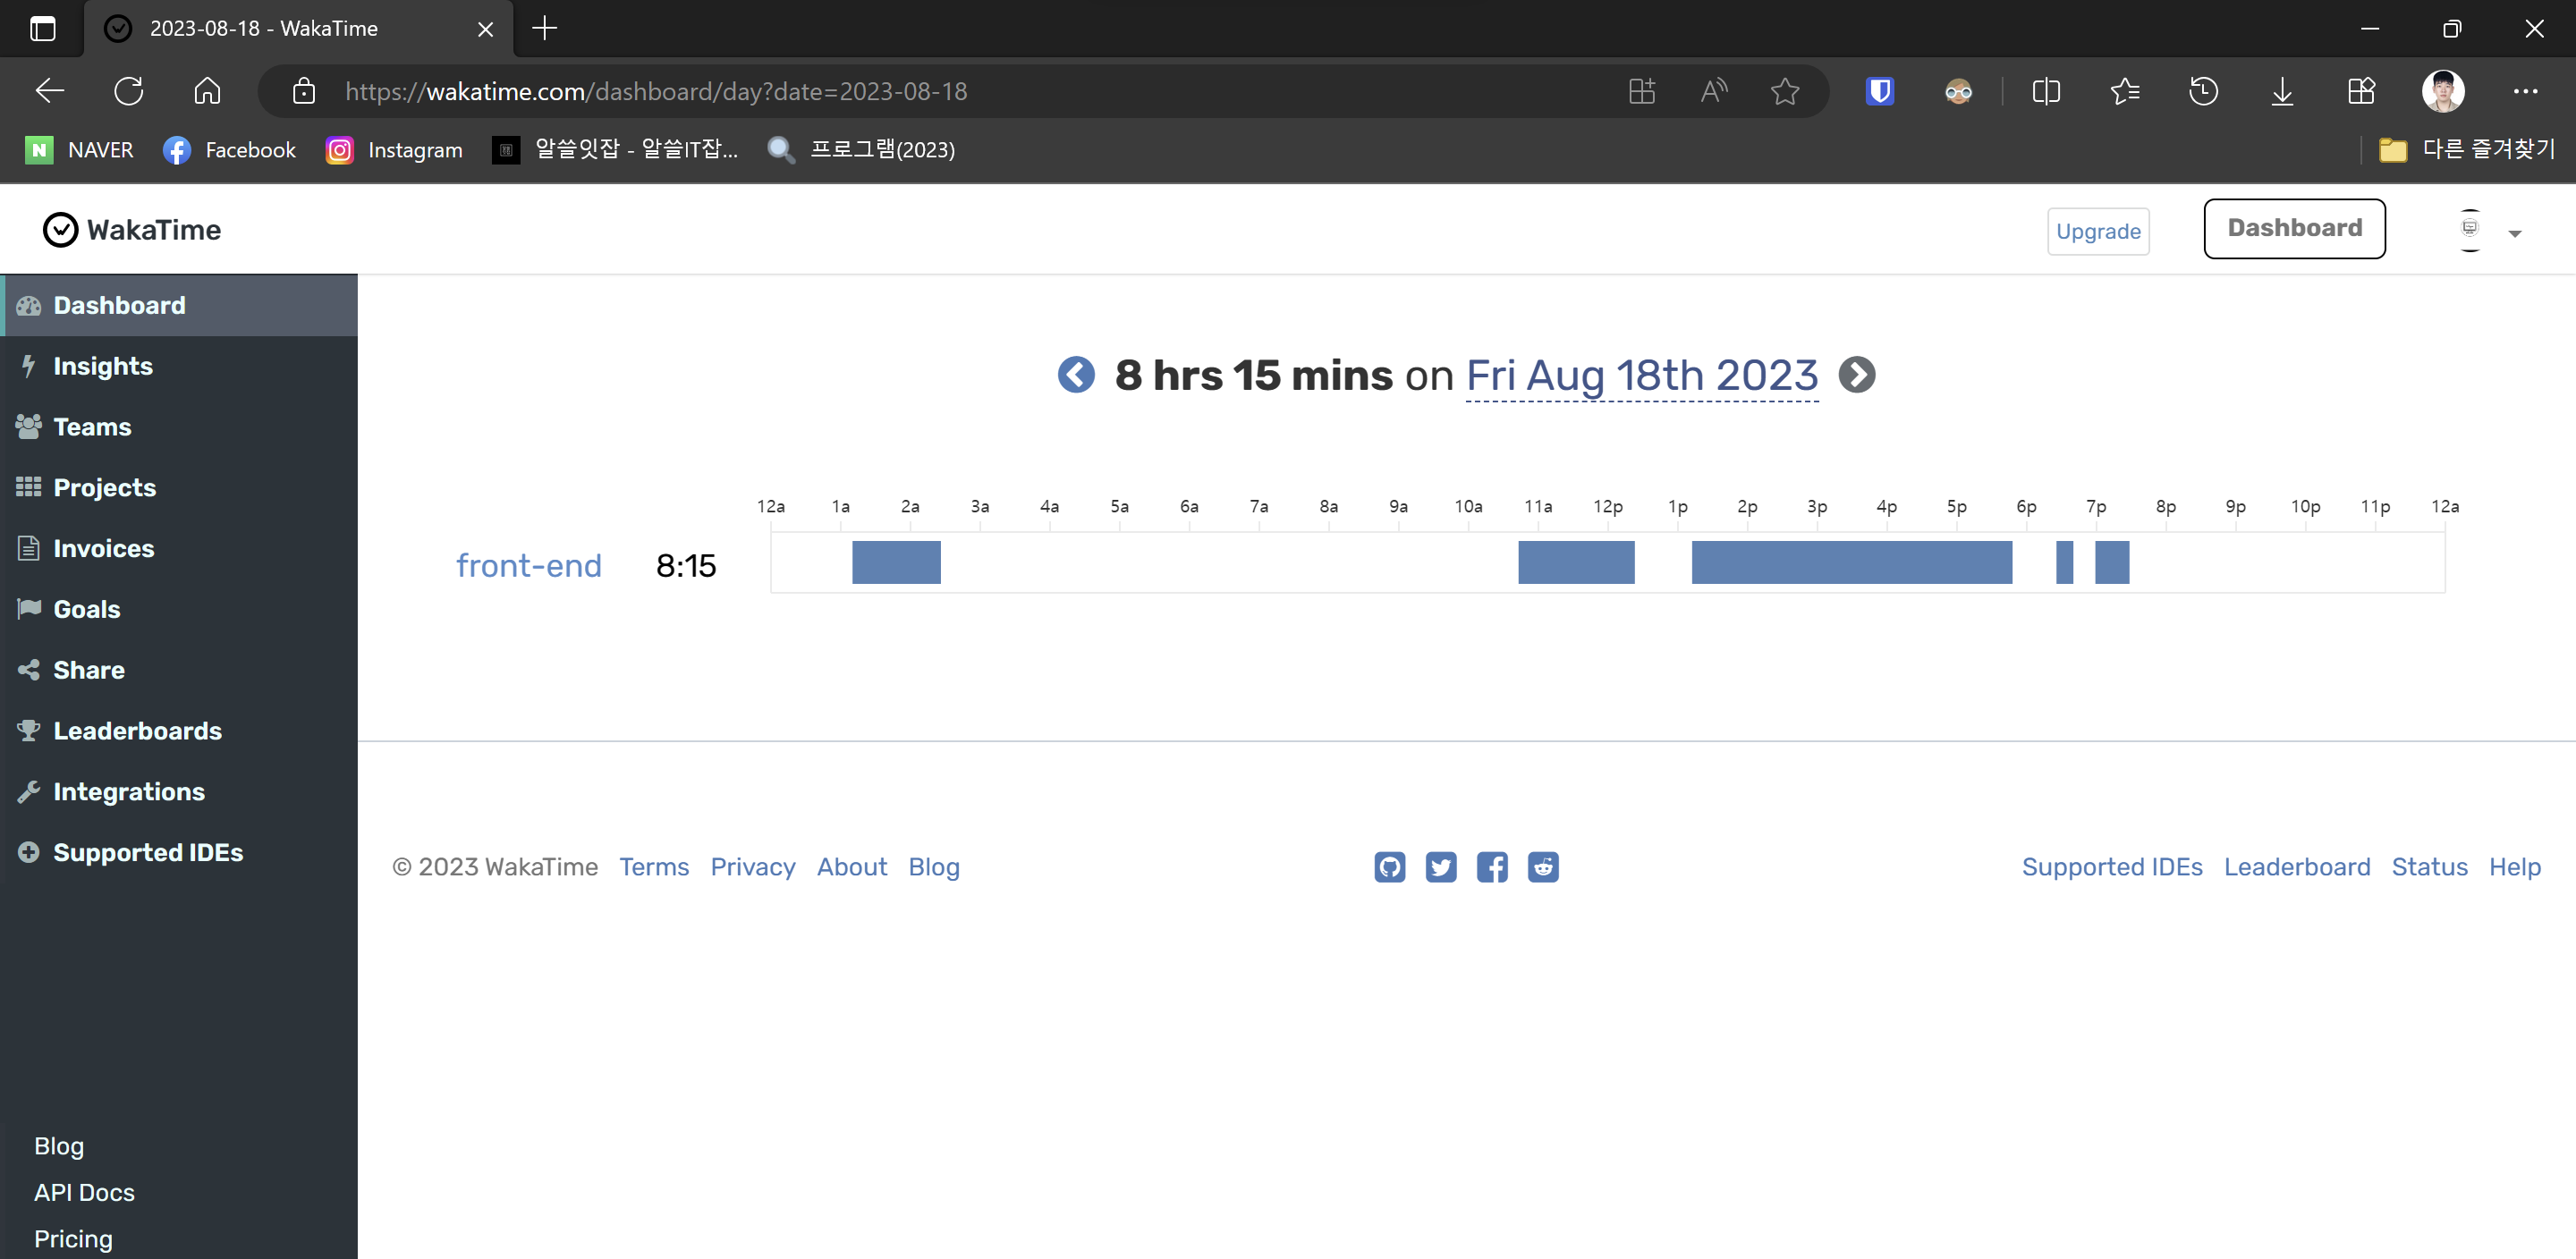 2023-08-18 - WakaTime
https://wakatime.com/dashboard/day?date=2023-08-18
NAVER Facebook Instagram 알쓸잇잡 - 알쓸IT잡... 프로그램(2023) 다른 즐겨찾기
WakaTime Upgrade Dashboard
Dashboard
Insights
Teams
Projects
Invoices
Goals
Share
Leaderboards
Integrations
Supported IDEs
Blog
API Docs
Pricing
8 hrs 15 mins on Fri Aug 18th 2023
12a 1a 2a 3a 4a 5a 6a 7a 8a 9a 10a 11a 12p 1p 2p 3p 4p 5p 6p 7p 8p 9p 10p 11p 12a
front-end 8:15
© 2023 WakaTime Terms Privacy About Blog Supported IDEs Leaderboard Status Help